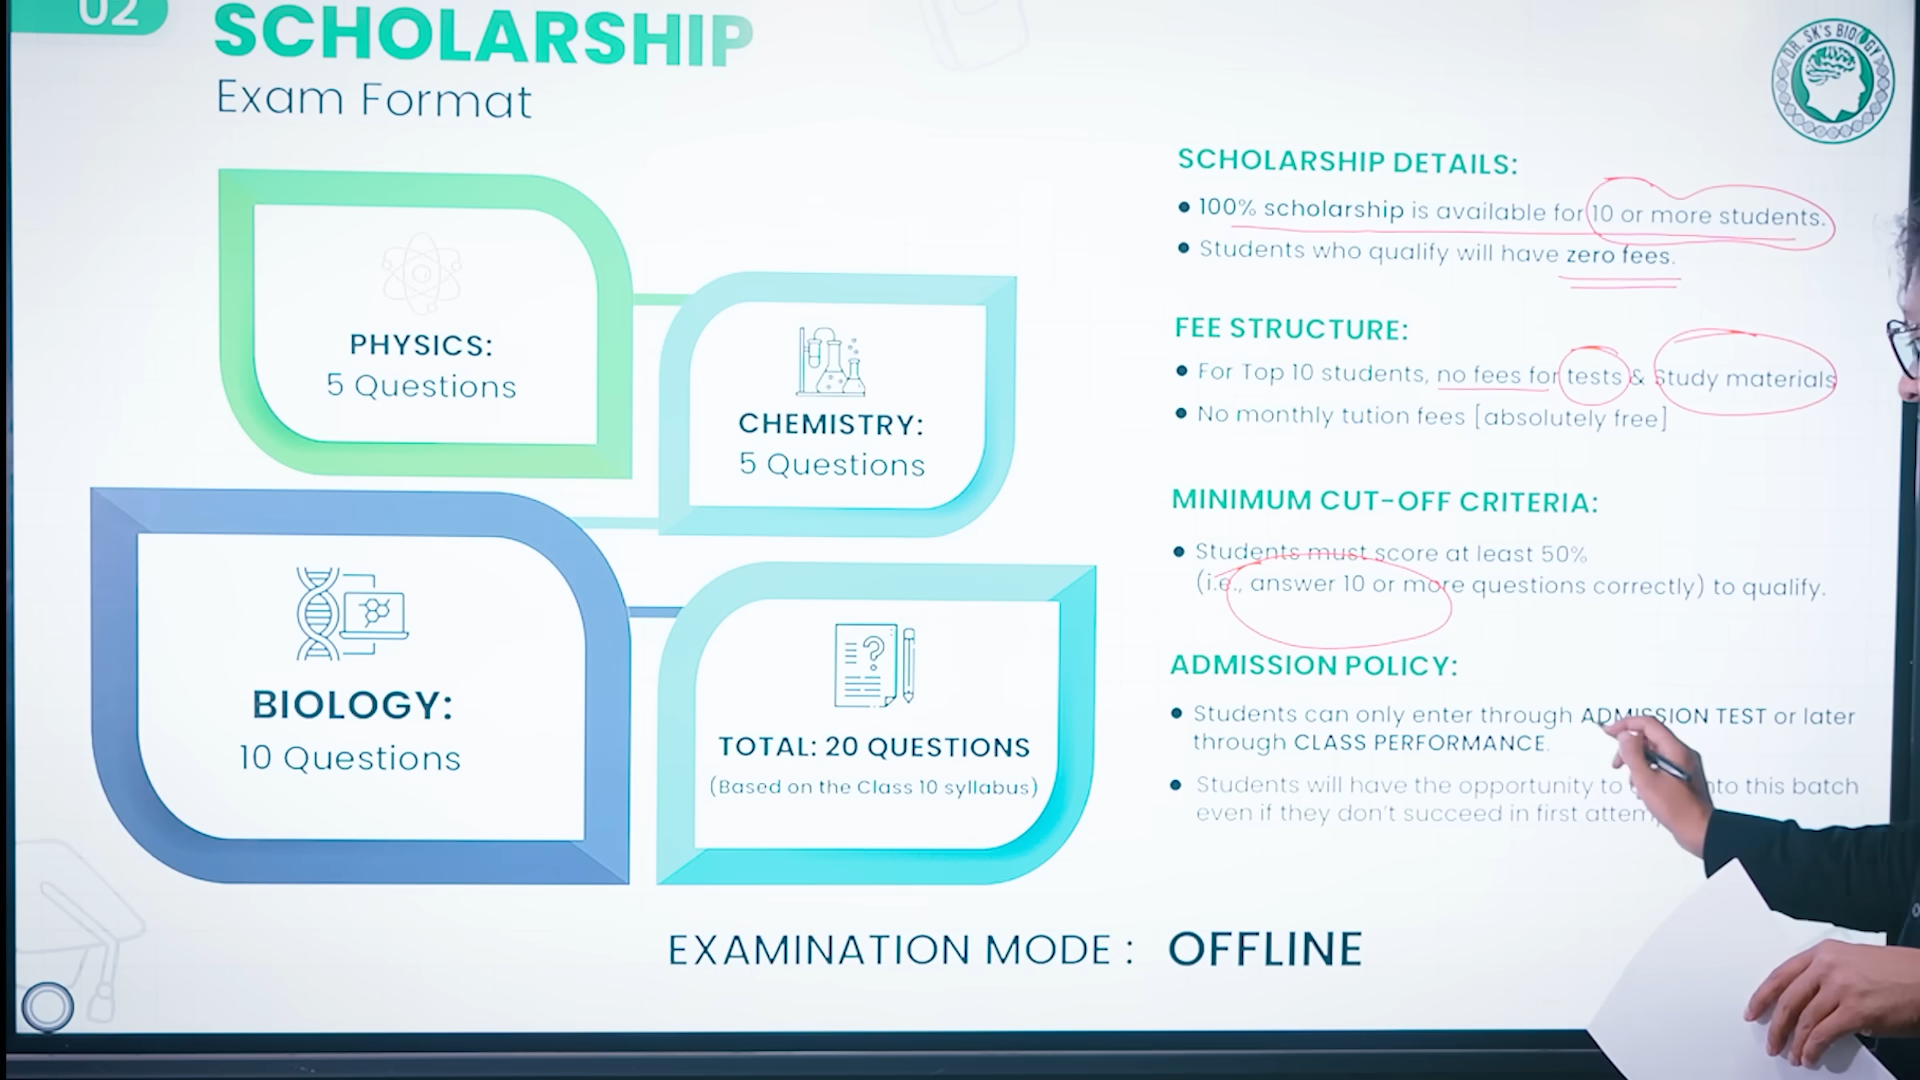 02
SCHOLARSHIP
Exam Format
DR. SK'S BIOLOGY
PHYSICS:
5 Questions
CHEMISTRY:
5 Questions
BIOLOGY:
10 Questions
TOTAL: 20 QUESTIONS
(Based on the Class 10 syllabus)
SCHOLARSHIP DETAILS:
• 100% scholarship is available for 10 or more students.
• Students who qualify will have zero fees.
FEE STRUCTURE:
• For Top 10 students, no fees for tests & Study materials
• No monthly tution fees [absolutely free]
MINIMUM CUT-OFF CRITERIA:
• Students must score at least 50%
(i.e., answer 10 or more questions correctly) to qualify.
ADMISSION POLICY:
• Students can only enter through ADMISSION TEST or later
through CLASS PERFORMANCE.
• Students will have the opportunity to this batch
even if they don't succeed in first
EXAMINATION MODE : OFFLINE